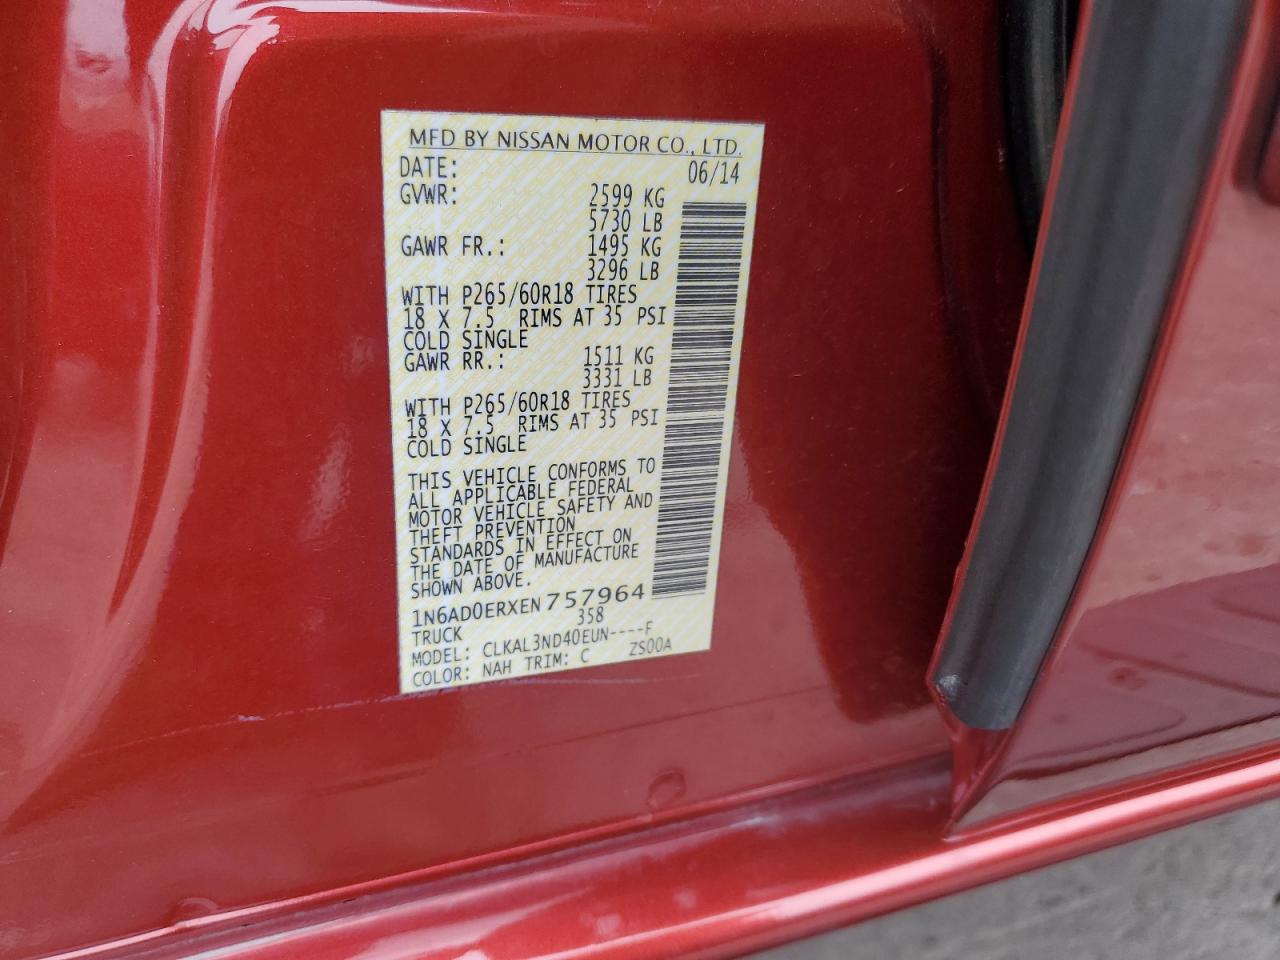 MFD BY NISSAN MOTOR CO., LTD.
DATE: 06/14
GVWR: 2599 KG
5730 LB
GAWR FR.: 1495 KG
3296 LB
WITH P265/60R18 TIRES
18 X 7.5 RIMS AT 35 PSI
COLD SINGLE
GAWR RR.: 1511 KG
3331 LB
WITH P265/60R18 TIRES
18 X 7.5 RIMS AT 35 PSI
COLD SINGLE
THIS VEHICLE CONFORMS TO
ALL APPLICABLE FEDERAL
MOTOR VEHICLE SAFETY AND
THEFT PREVENTION
STANDARDS IN EFFECT ON
THE DATE OF MANUFACTURE
SHOWN ABOVE.
1N6AD0ERXEN757964
TRUCK 358
MODEL: CLKAL3ND40EUN----F
COLOR: NAH TRIM: C ZS00A